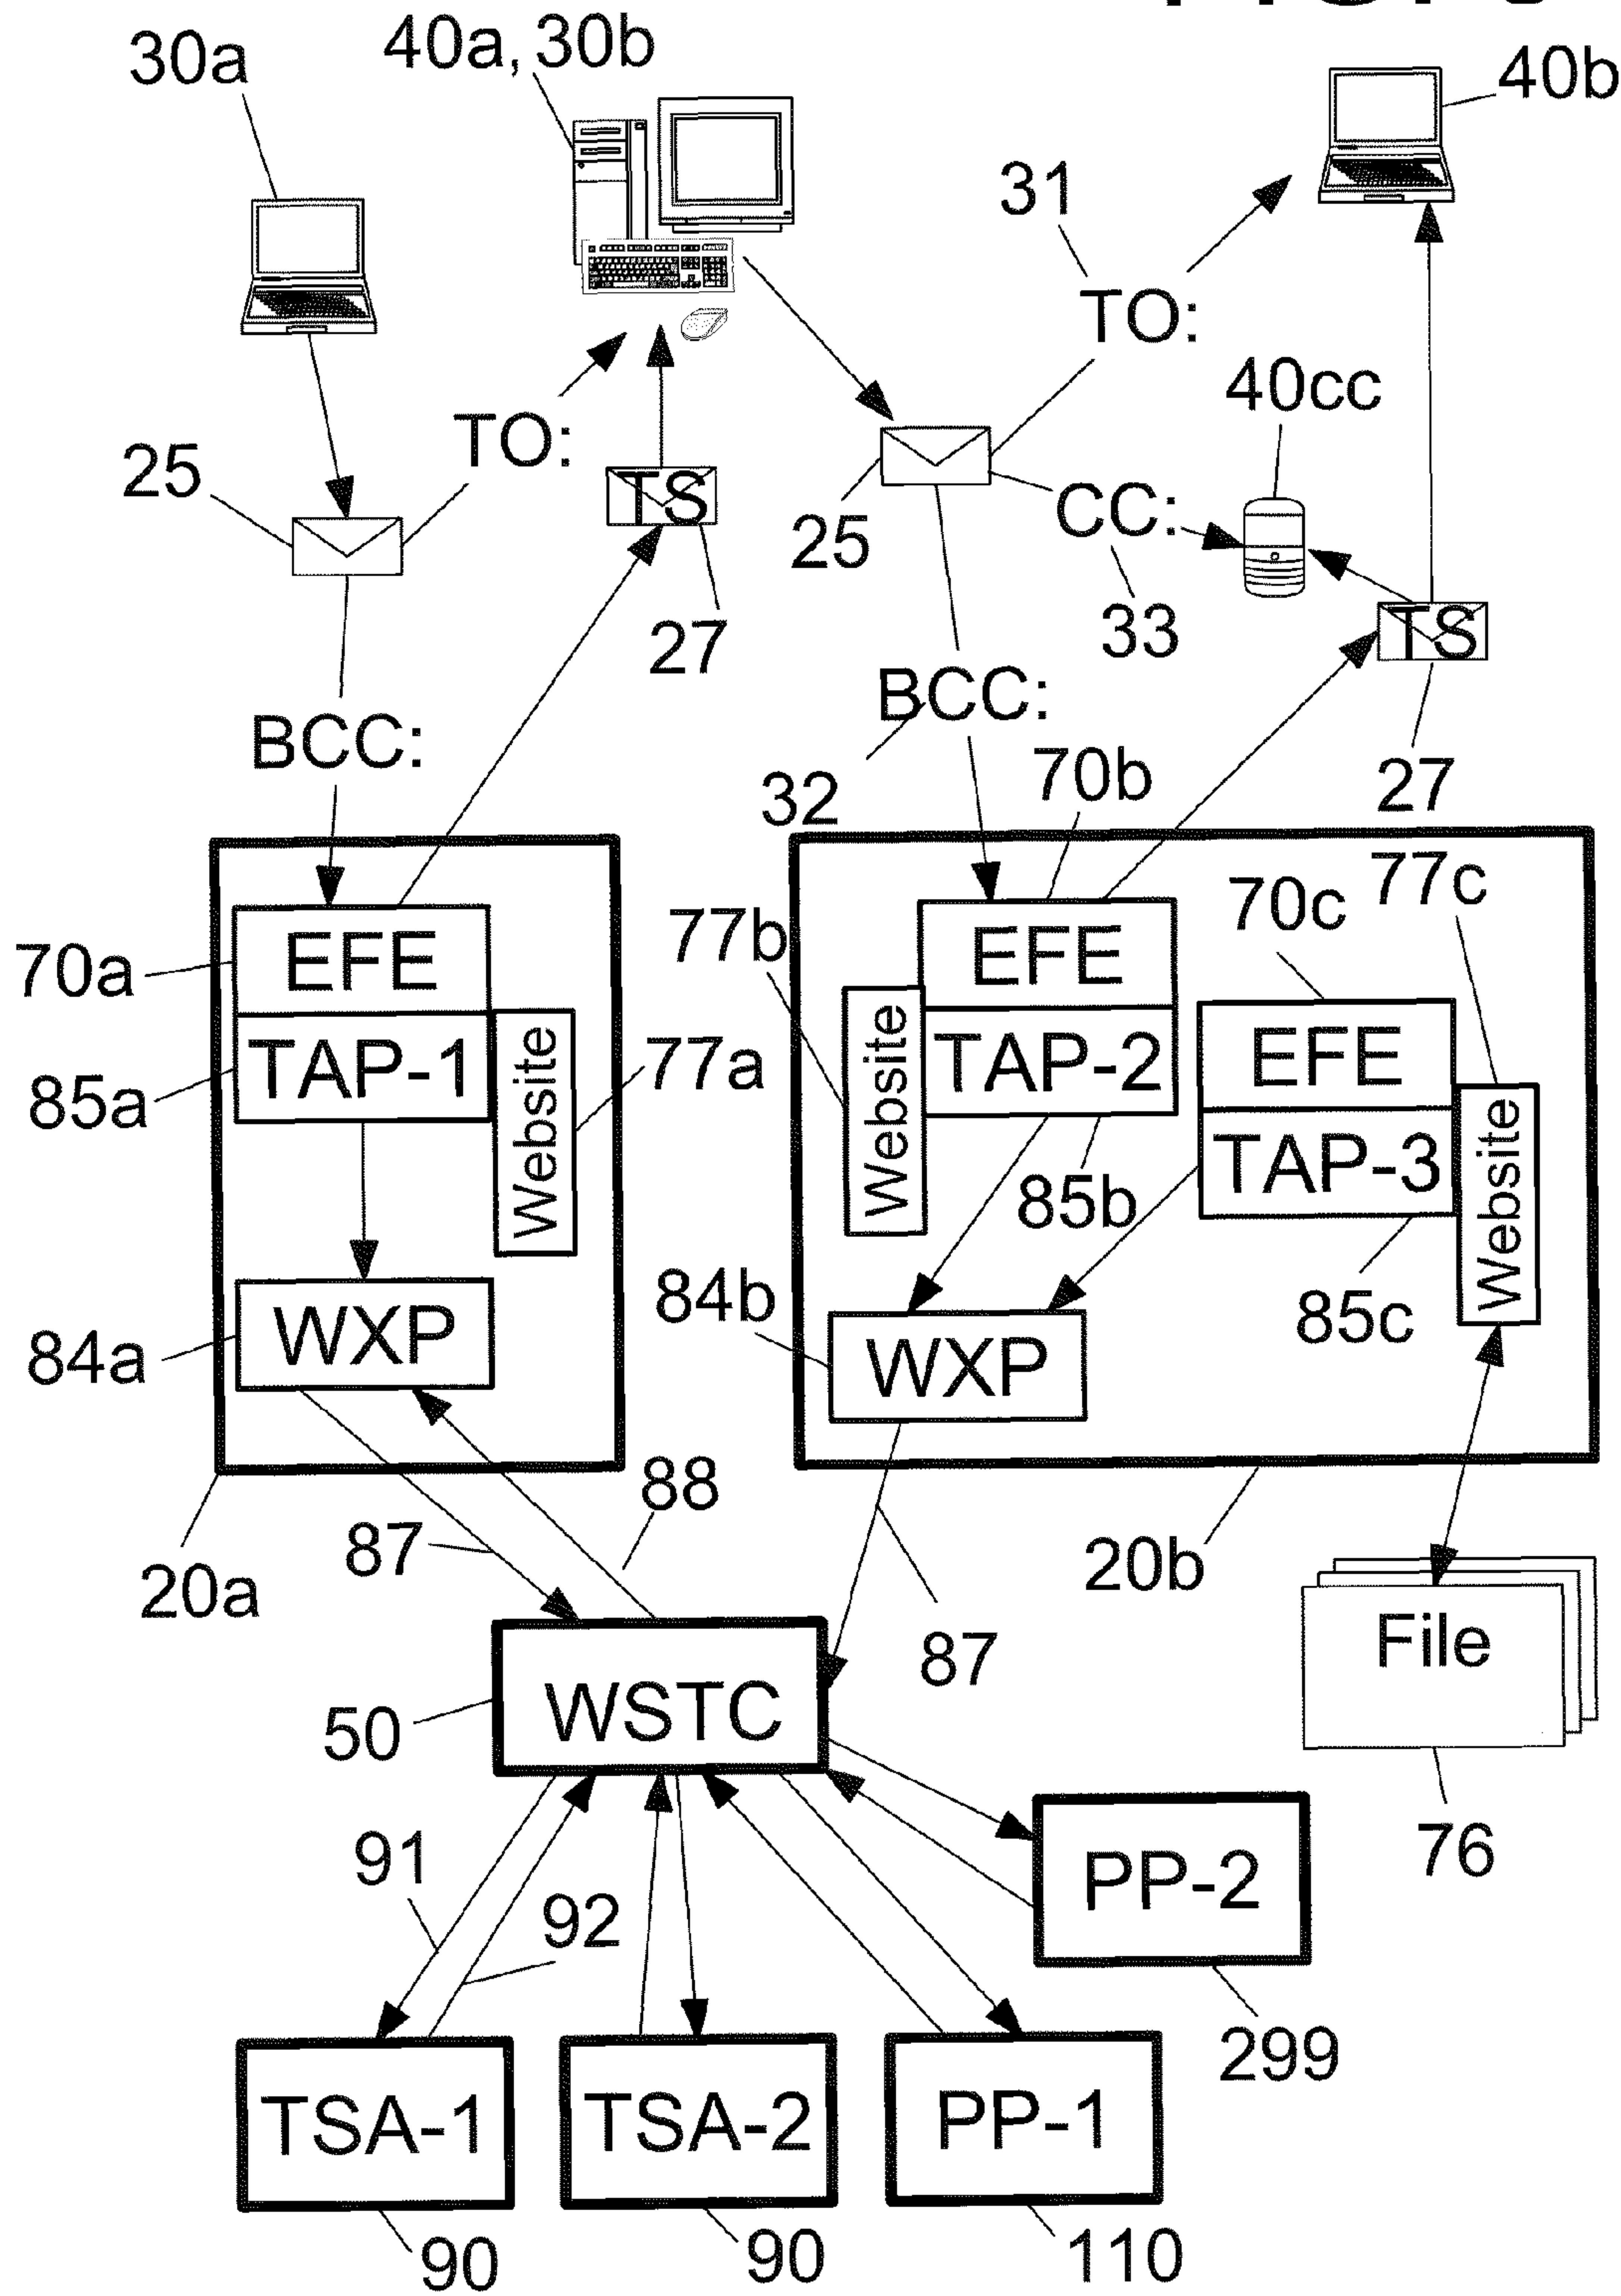 40a, 30b
30a
40b
31
TO:
40cc
TO:
25
TS
25
CC:
33
27
TS
BCC:
BCC:
32
70b
27
77c
77b
70c
70a
EFE
EFE
EFE
TAP-1
TAP-2
TAP-3
Website
Website
Website
77a
85a
85b
84b
85c
84a
WXP
WXP
88
87
20a
20b
87
File
50
WSTC
76
91
92
PP-2
299
TSA-1
TSA-2
PP-1
90
90
110